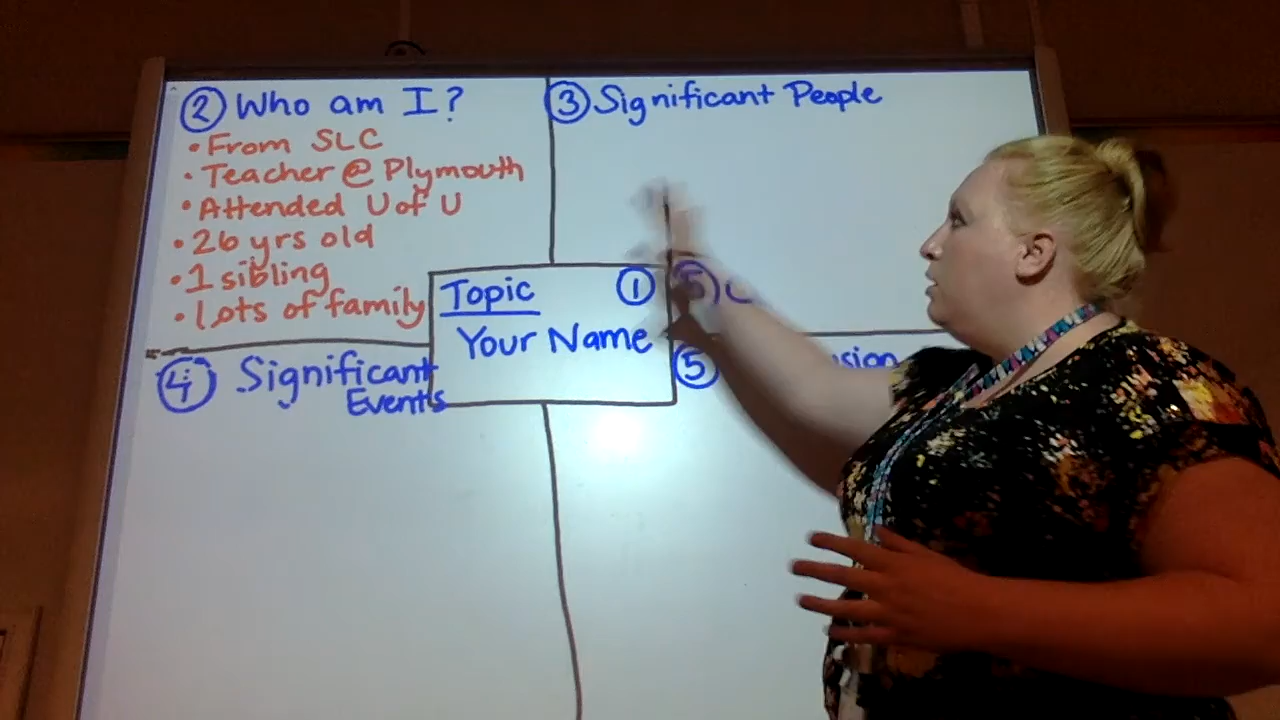 ② Who am I?
• From SLC
• Teacher @ Plymouth
• Attended U of U
• 26 yrs old
• 1 sibling
• Lots of family
③ Significant People
Topic ①
Your Name
④ Significant
Events
⑤
⑤